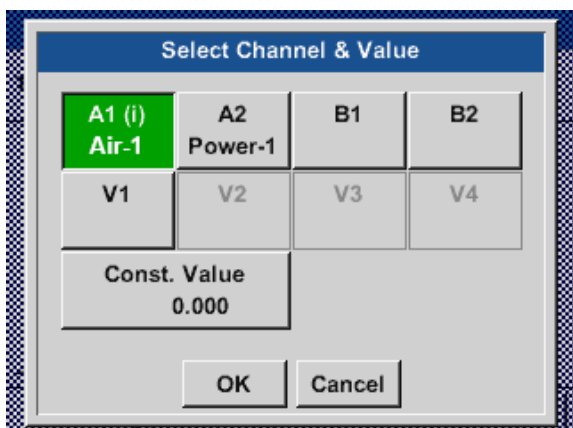 Select Channel & Value
A1 (i) A2 B1 B2
Air-1 Power-1
V1 V2 V3 V4
Const. Value
0.000
OK Cancel